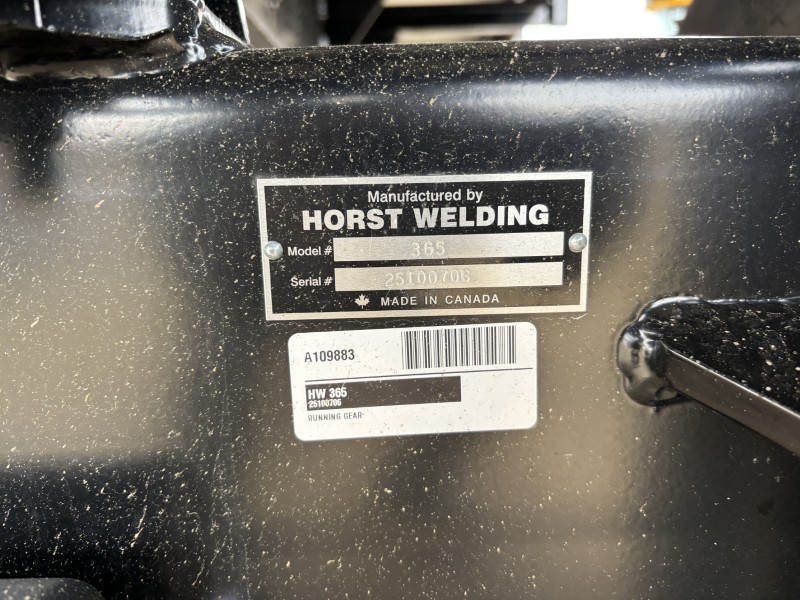 Manufactured by
HORST WELDING
Model # 365
Serial # 25100706
MADE IN CANADA
A109883
HW 365
25100706
RUNNING GEAR